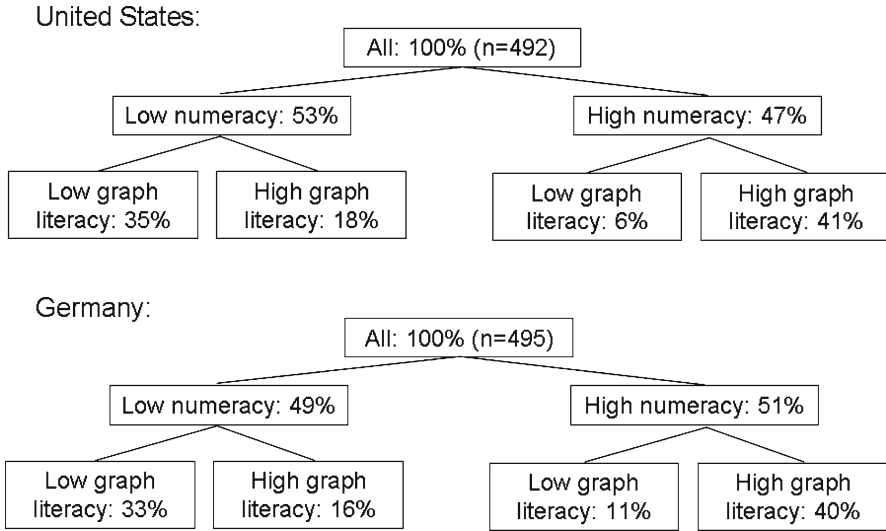 United States:
All: 100% (n=492)
Low numeracy: 53%
High numeracy: 47%
Low graph
literacy: 35%
High graph
literacy: 18%
Low graph
literacy: 6%
High graph
literacy: 41%
Germany:
All: 100% (n=495)
Low numeracy: 49%
High numeracy: 51%
Low graph
literacy: 33%
High graph
literacy: 16%
Low graph
literacy: 11%
High graph
literacy: 40%